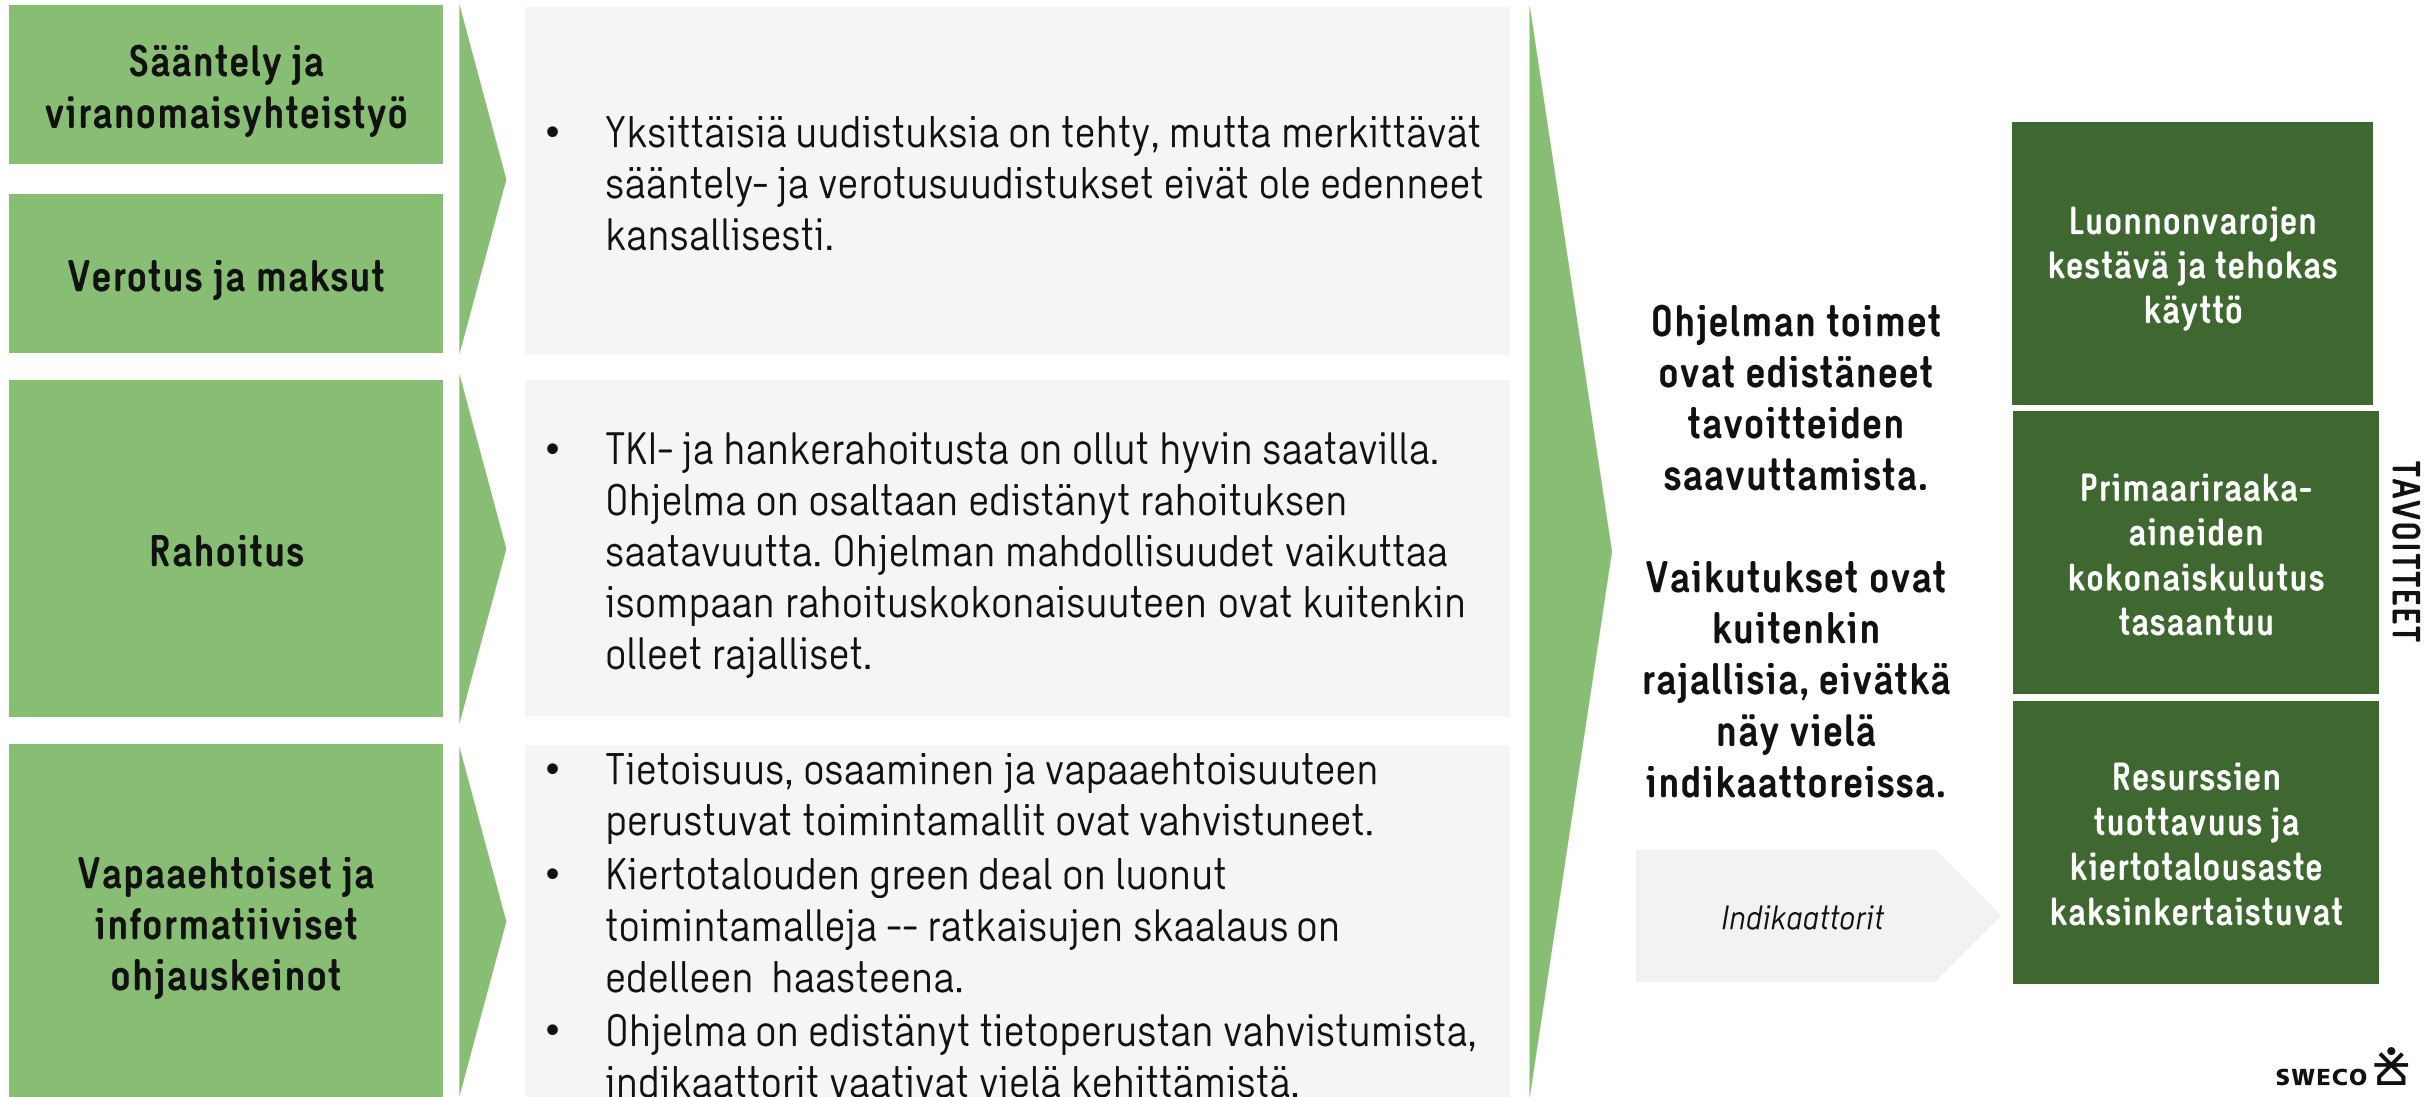 Sääntely ja
viranomaisyhteistyö
Verotus ja maksut
• Yksittäisiä uudistuksia on tehty, mutta merkittävät
sääntely- ja verotusuudistukset eivät ole edenneet
kansallisesti.
Rahoitus
• TKI- ja hankerahoitusta on ollut hyvin saatavilla.
Ohjelma on osaltaan edistänyt rahoituksen
saatavuutta. Ohjelman mahdollisuudet vaikuttaa
isompaan rahoituskokonaisuuteen ovat kuitenkin
olleet rajalliset.
Vapaaehtoiset ja
informatiiviset
ohjauskeinot
• Tietoisuus, osaaminen ja vapaaehtoisuuteen
perustuvat toimintamallit ovat vahvistuneet.
• Kiertotalouden green deal on luonut
toimintamalleja -- ratkaisujen skaalaus on
edelleen  haasteena.
• Ohjelma on edistänyt tietoperustan vahvistumista,
indikaattorit vaativat vielä kehittämistä.
Ohjelman toimet
ovat edistäneet
tavoitteiden
saavuttamista.
Vaikutukset ovat
kuitenkin
rajallisia, eivätkä
näy vielä
indikaattoreissa.
Indikaattorit
Luonnonvarojen
kestävä ja tehokas
käyttö
Primaariraaka-
aineiden
kokonaiskulutus
tasaantuu
Resurssien
tuottavuus ja
kiertotalousaste
kaksinkertaistuvat
TAVOITTEET
SWECO